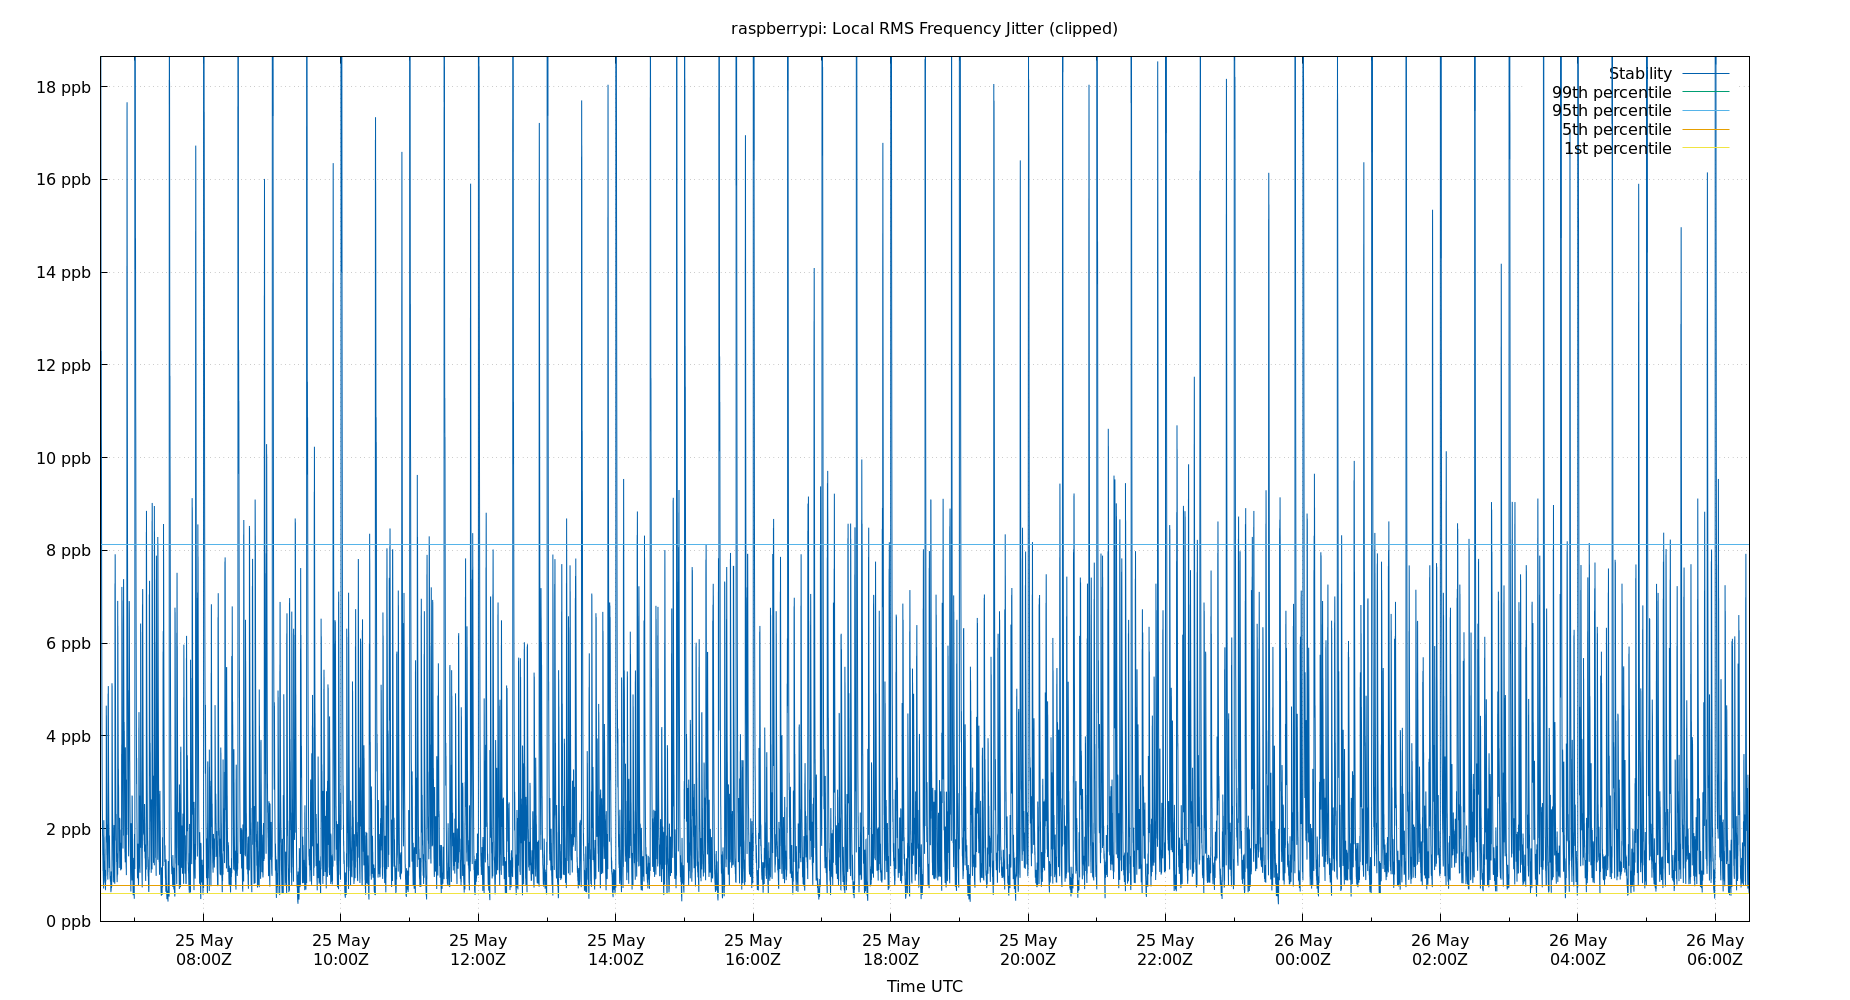 raspberrypi: Local RMS Frequency Jitter (clipped)
18 ppb
16 ppb
14 ppb
12 ppb
10 ppb
8 ppb
6 ppb
4 ppb
2 ppb
0 ppb
Stability
99th percentile
95th percentile
5th percentile
1st percentile
25 May 25 May 25 May 25 May 25 May 25 May 25 May 25 May 26 May 26 May 26 May 26 May
08:00Z 10:00Z 12:00Z 14:00Z 16:00Z 18:00Z 20:00Z 22:00Z 00:00Z 02:00Z 04:00Z 06:00Z
Time UTC